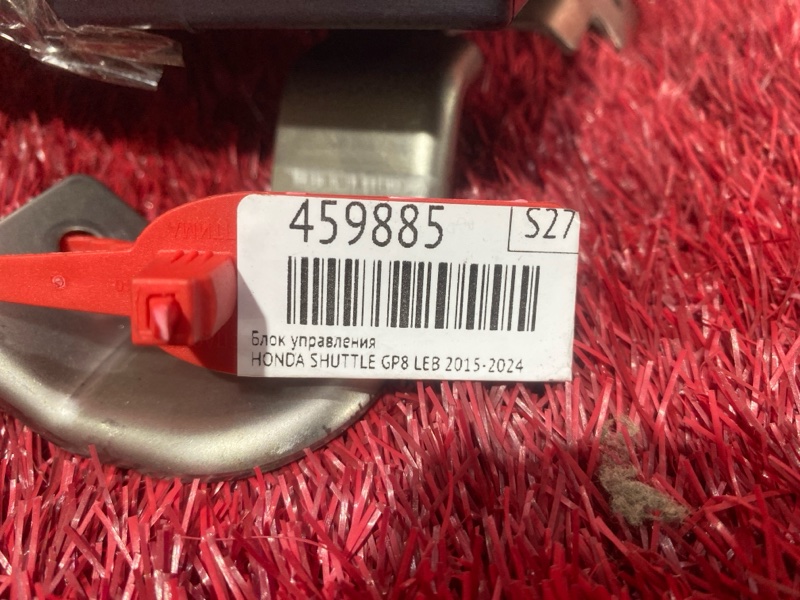 459885
S27
Блок управления
HONDA SHUTTLE GP8 LEB 2015-2024